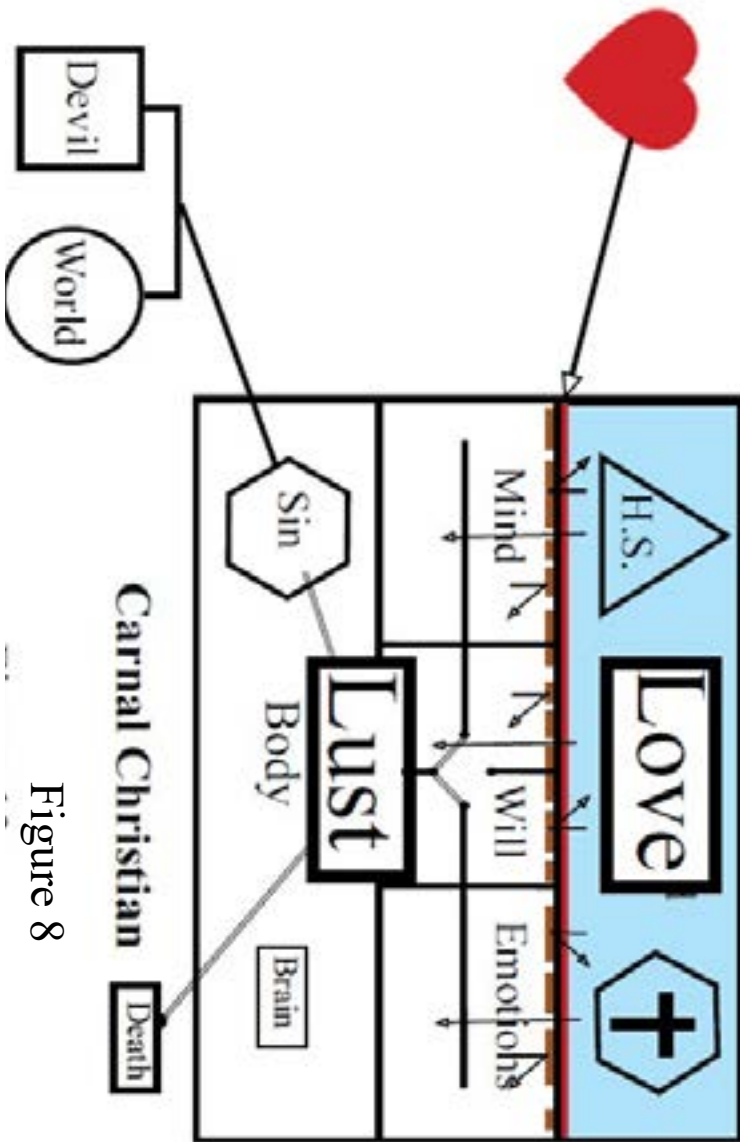 H.S.
Love
Mind
Will
Emotions
Lust
Sin
Body
Brain
Devil
World
Death
Carnal Christian
Figure 8